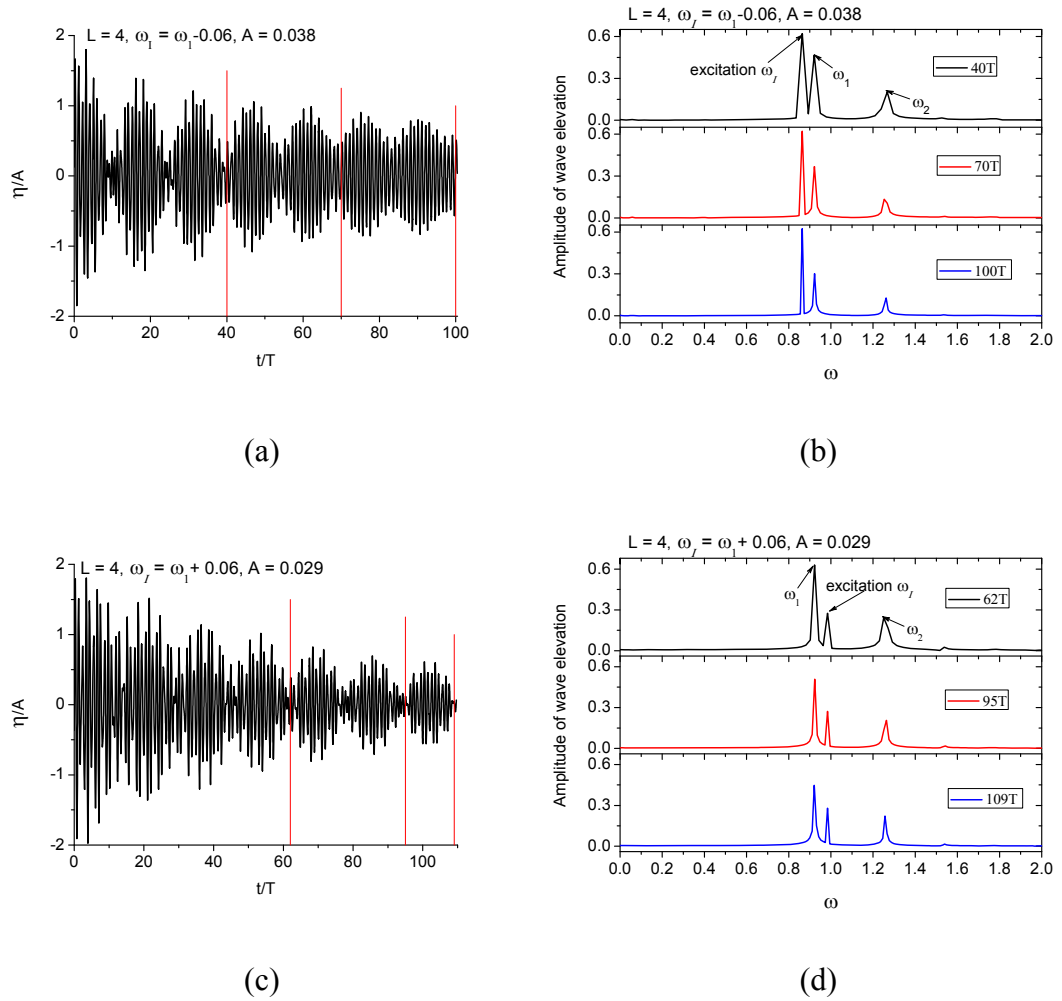 L = 4, ωI = ω1-0.06, A = 0.038
2
1
0
-1
-2
η/A
0 20 40 60 80 100
t/T
(a)
L = 4, ωI = ω1-0.06, A = 0.038
excitation ωI
ω1
ω2
40T
70T
100T
0.6
0.3
0.0
0.6
0.3
0.0
0.6
0.3
0.0
Amplitude of wave elevation
0.0 0.2 0.4 0.6 0.8 1.0 1.2 1.4 1.6 1.8 2.0
ω
(b)
L = 4, ωI = ω1+ 0.06, A = 0.029
2
1
0
-1
-2
η/A
0 20 40 60 80 100
t/T
(c)
L = 4, ωI = ω1+ 0.06, A = 0.029
ω1
excitation ωI
ω2
62T
95T
109T
0.6
0.3
0.0
0.6
0.3
0.0
0.6
0.3
0.0
Amplitude of wave elevation
0.0 0.2 0.4 0.6 0.8 1.0 1.2 1.4 1.6 1.8 2.0
ω
(d)